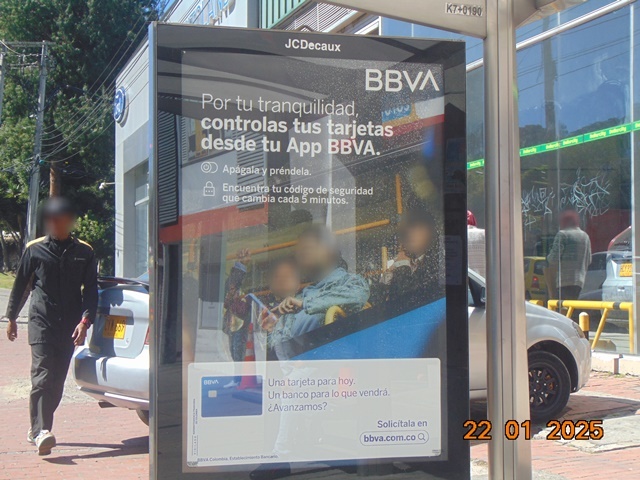 K7+0190
JCDecaux
BBVA
Por tu tranquilidad,
controlas tus tarjetas
desde tu App BBVA.
Apágala y préndela.
Encuentra tu código de seguridad
que cambia cada 5 minutos.
BBVA
Una tarjeta para hoy.
Un banco para lo que vendrá.
¿Avanzamos?
Solicítala en
bbva.com.co
BBVA Colombia. Establecimiento Bancario.
22 01 2025